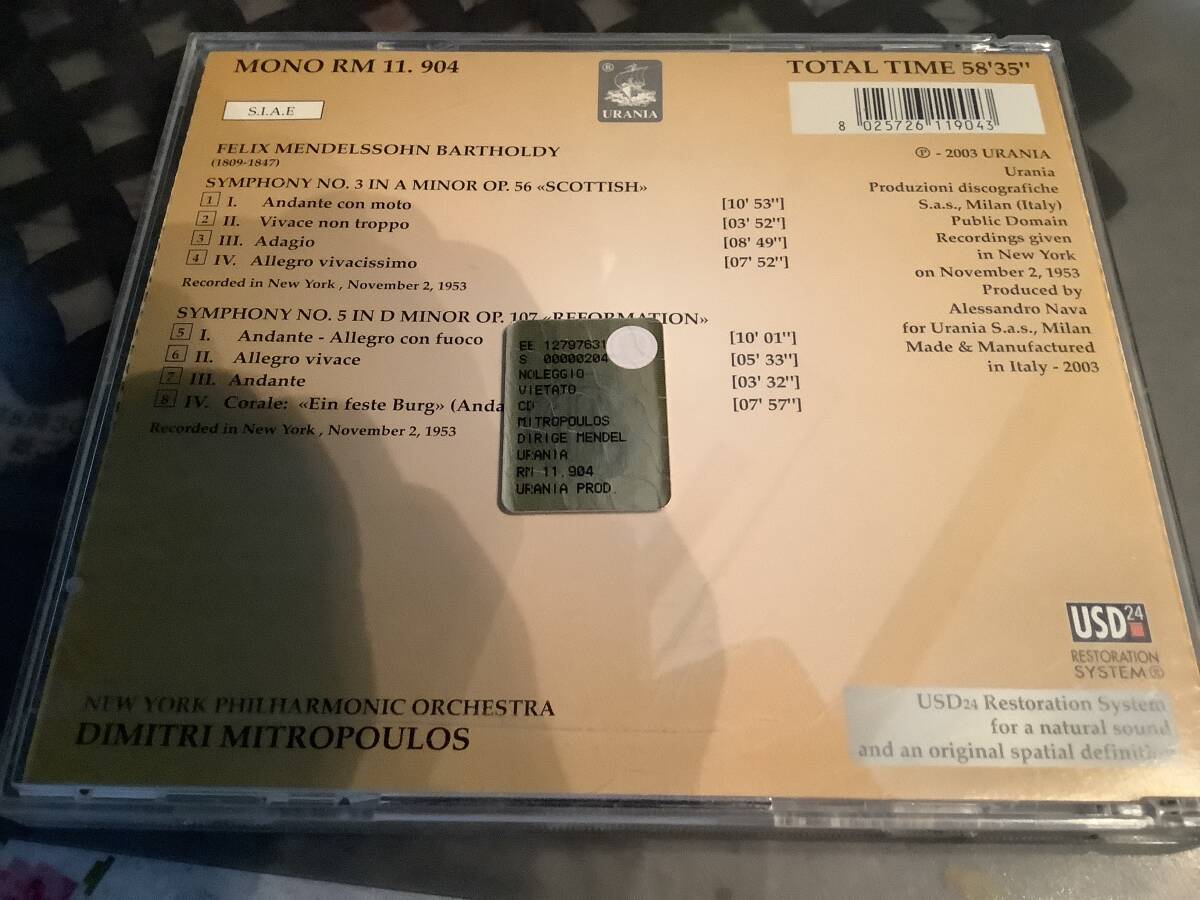 MONO RM 11. 904
® URANIA
TOTAL TIME 58'35"
S.I.A.E
8 025726 119043
FELIX MENDELSSOHN BARTHOLDY
(1809-1847)
SYMPHONY NO. 3 IN A MINOR OP. 56 «SCOTTISH»
1 I. Andante con moto [10' 53"]
2 II. Vivace non troppo [03' 52"]
3 III. Adagio [08' 49"]
4 IV. Allegro vivacissimo [07' 52"]
Recorded in New York , November 2, 1953
SYMPHONY NO. 5 IN D MINOR OP. 107 «REFORMATION»
5 I. Andante - Allegro con fuoco [10' 01"]
6 II. Allegro vivace [05' 33"]
7 III. Andante [03' 32"]
8 IV. Corale: «Ein feste Burg» (Anda [07' 57"]
Recorded in New York , November 2, 1953
EE 12797631
S 00000204
NOLEGGIO
VIETATO
CD
MITROPOULOS
DIRIGE MENDEL
URANIA
RM 11.904
URANIA PROD.
℗ - 2003 URANIA
Urania
Produzioni discografiche
S.a.s., Milan (Italy)
Public Domain
Recordings given
in New York
on November 2, 1953
Produced by
Alessandro Nava
for Urania S.a.s., Milan
Made & Manufactured
in Italy - 2003
USD24
RESTORATION
SYSTEM®
USD24 Restoration System
for a natural sound
and an original spatial definition
NEW YORK PHILHARMONIC ORCHESTRA
DIMITRI MITROPOULOS